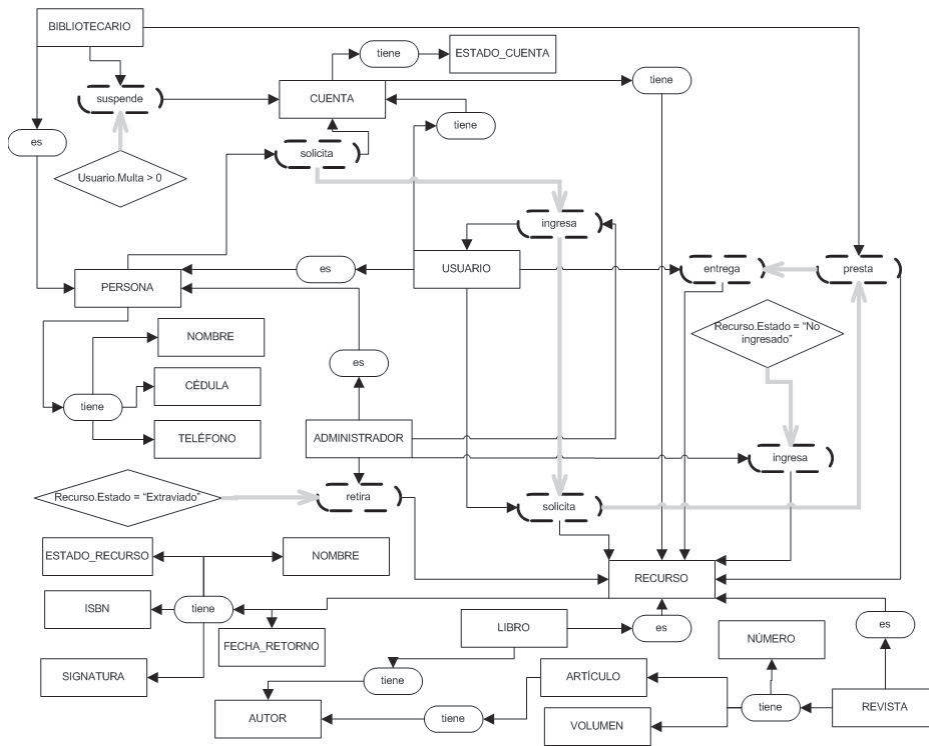 BIBLIOTECARIO
tiene
ESTADO_CUENTA
suspende
CUENTA
tiene
tiene
es
solicita
Usuario.Multa > 0
ingresa
es
USUARIO
entrega
presta
PERSONA
Recurso.Estado = “No
ingresado”
NOMBRE
es
CÉDULA
tiene
TELÉFONO
ADMINISTRADOR
ingresa
Recurso.Estado = “Extraviado”
retira
solicita
ESTADO_RECURSO
NOMBRE
RECURSO
ISBN
tiene
LIBRO
es
es
FECHA_RETORNO
NÚMERO
SIGNATURA
tiene
ARTÍCULO
REVISTA
AUTOR
tiene
VOLUMEN
tiene